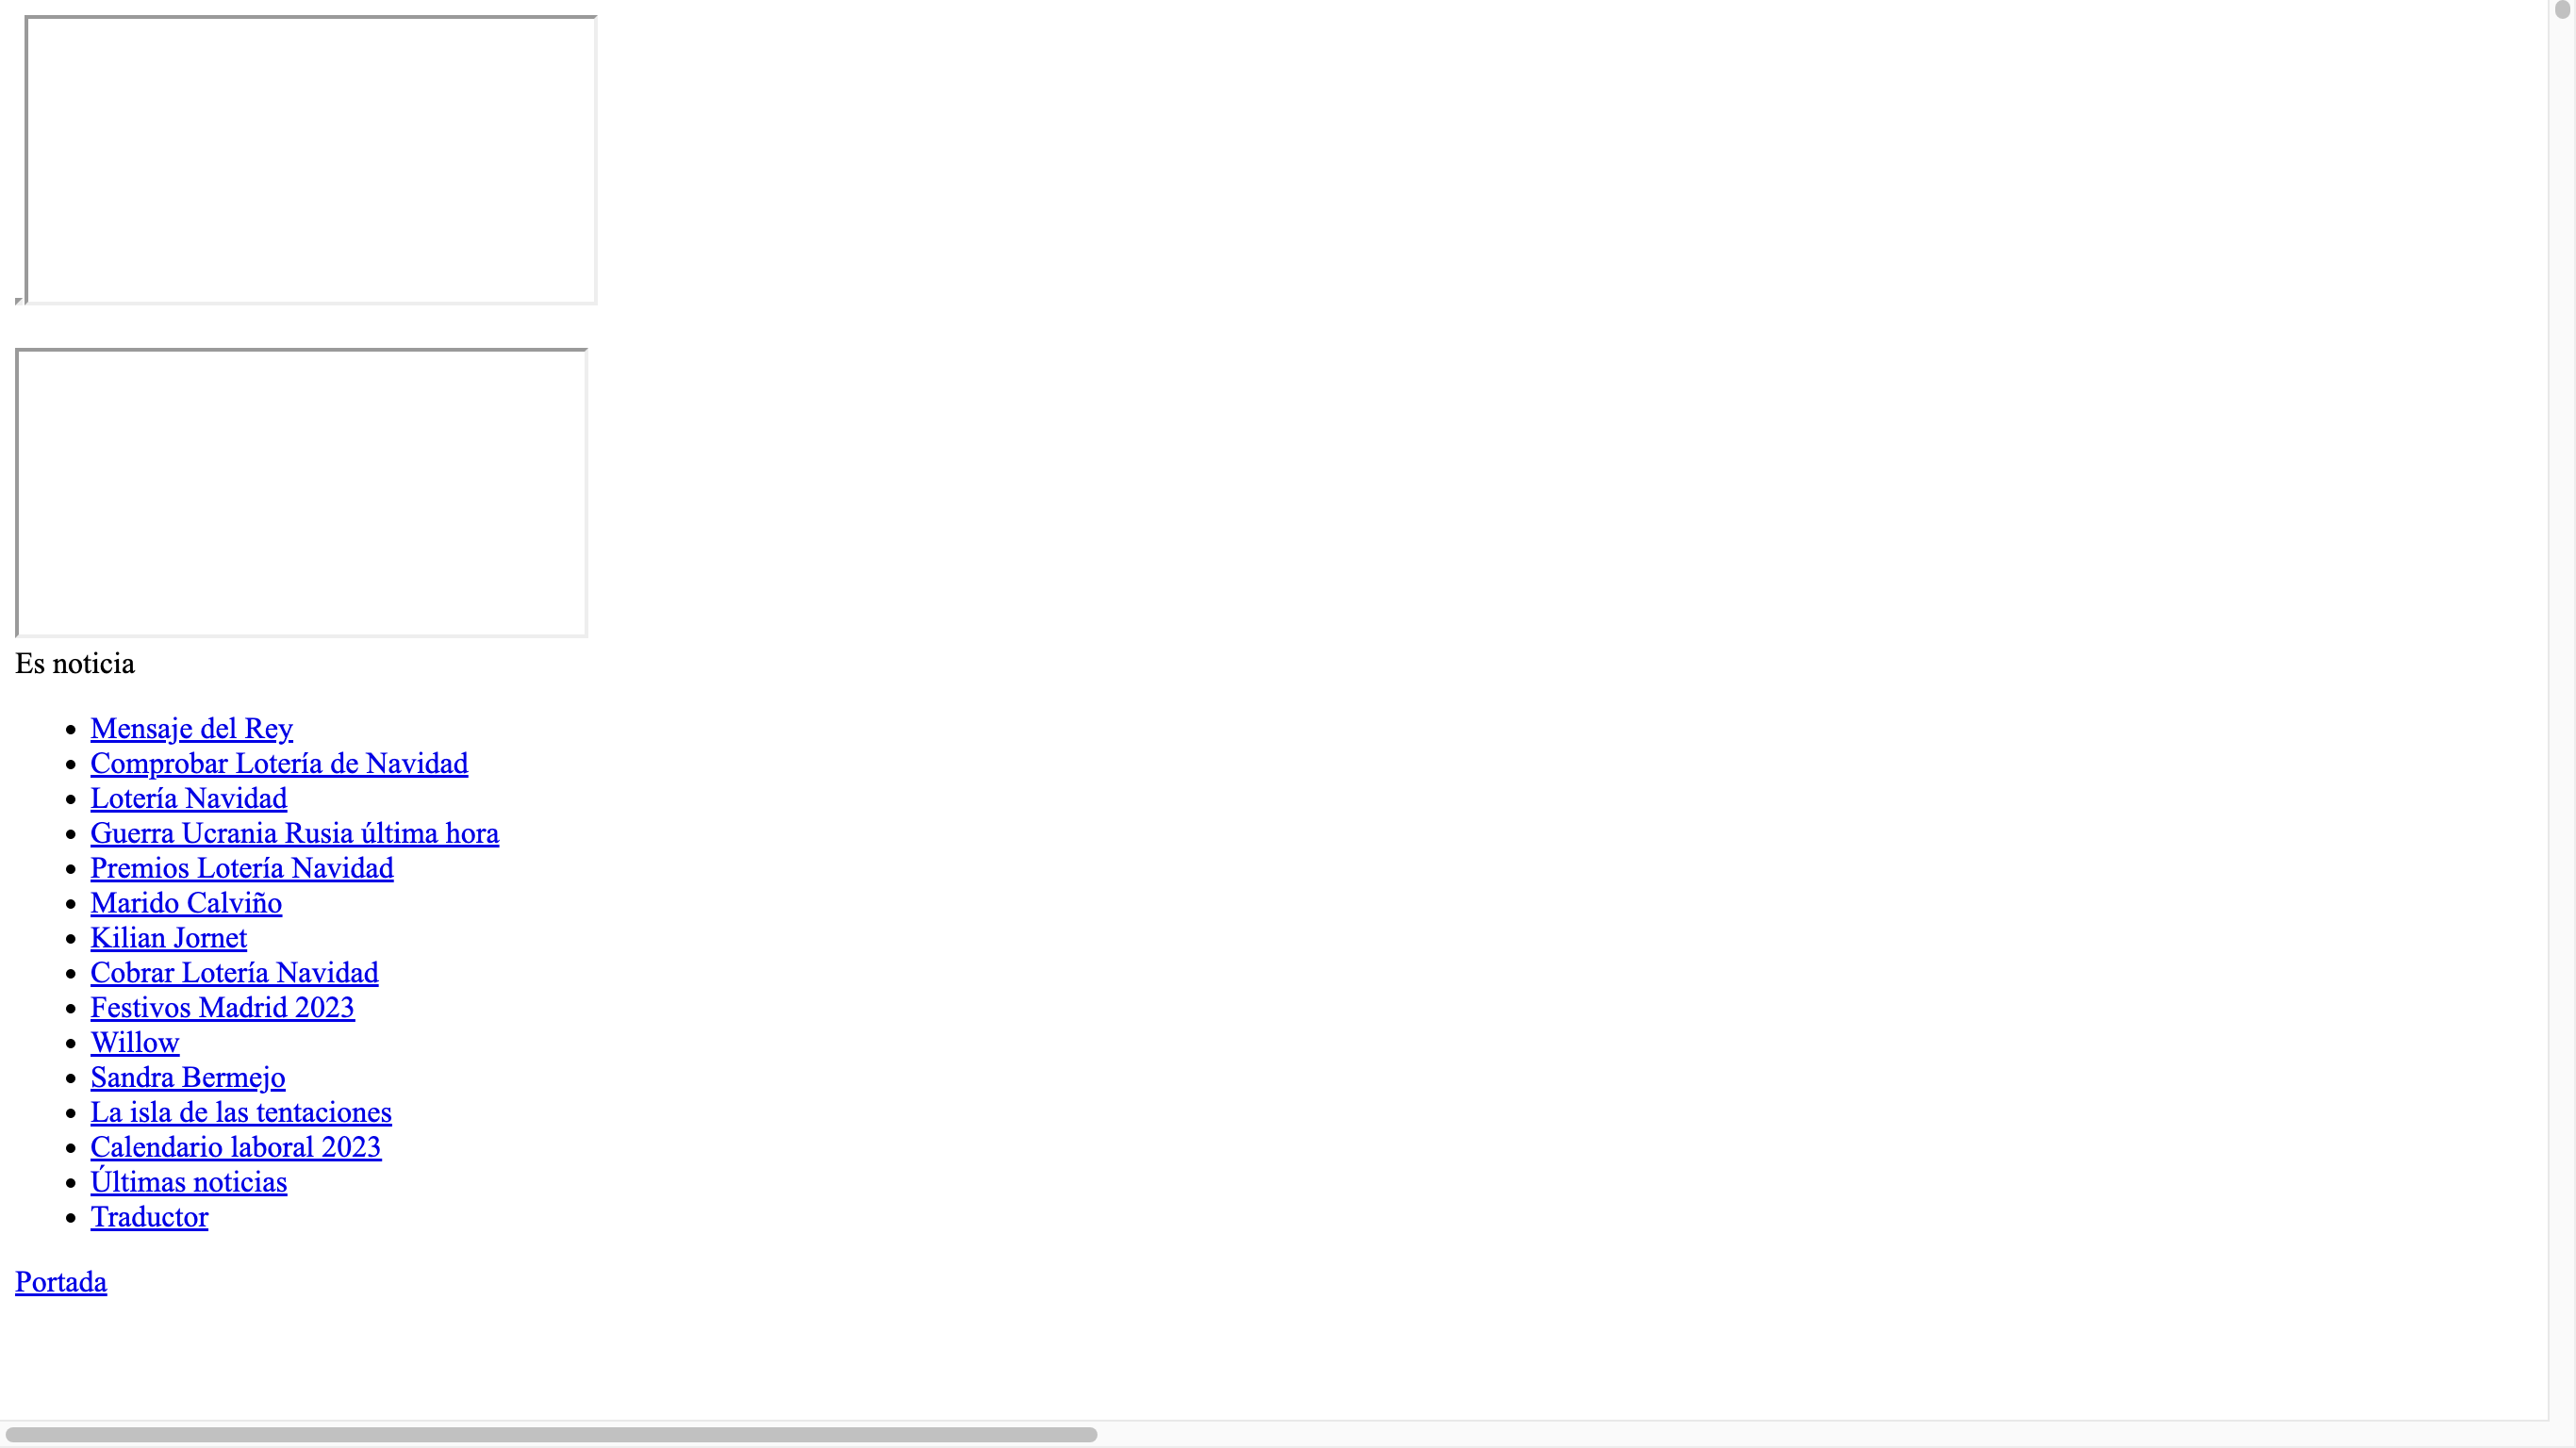 Es noticia
Mensaje del Rey
Comprobar Lotería de Navidad
Lotería Navidad
Guerra Ucrania Rusia última hora
Premios Lotería Navidad
Marido Calviño
Kilian Jornet
Cobrar Lotería Navidad
Festivos Madrid 2023
Willow
Sandra Bermejo
La isla de las tentaciones
Calendario laboral 2023
Últimas noticias
Traductor
Portada